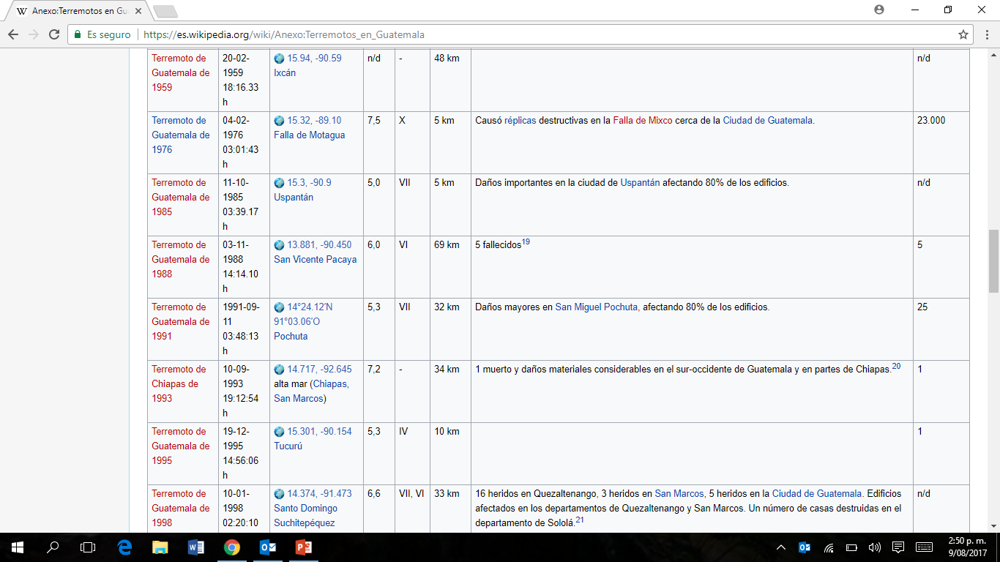 Anexo:Terremotos en Gu
Es seguro
https://es.wikipedia.org/wiki/Anexo:Terremotos_en_Guatemala
Terremoto de Guatemala de 1959
20-02-1959 18:16.33 h
15.94, -90.59 Ixcán
n/d
-
48 km
n/d
Terremoto de Guatemala de 1976
04-02-1976 03:01:43 h
15.32, -89.10 Falla de Motagua
7,5
X
5 km
Causó réplicas destructivas en la Falla de Mixco cerca de la Ciudad de Guatemala.
23.000
Terremoto de Guatemala de 1985
11-10-1985 03:39.17 h
15.3, -90.9 Uspantán
5,0
VII
5 km
Daños importantes en la ciudad de Uspantán afectando 80% de los edificios.
n/d
Terremoto de Guatemala de 1988
03-11-1988 14:14.10 h
13.881, -90.450 San Vicente Pacaya
6,0
VI
69 km
5 fallecidos19
5
Terremoto de Guatemala de 1991
1991-09-11 03:48:13 h
14°24.12′N 91°03.06′O Pochuta
5,3
VII
32 km
Daños mayores en San Miguel Pochuta, afectando 80% de los edificios.
25
Terremoto de Chiapas de 1993
10-09-1993 19:12:54 h
14.717, -92.645 alta mar (Chiapas, San Marcos)
7,2
-
34 km
1 muerto y daños materiales considerables en el sur-occidente de Guatemala y en partes de Chiapas.20
1
Terremoto de Guatemala de 1995
19-12-1995 14:56:06 h
15.301, -90.154 Tucurú
5,3
IV
10 km
1
Terremoto de Guatemala de 1998
10-01-1998 02:20:10
14.374, -91.473 Santo Domingo Suchitepéquez
6,6
VII, VI
33 km
16 heridos en Quezaltenango, 3 heridos en San Marcos, 5 heridos en la Ciudad de Guatemala. Edificios
afectados en los departamentos de Quezaltenango y San Marcos. Un número de casas destruidas en el
departamento de Sololá.21
n/d
2:50 p. m.
9/08/2017